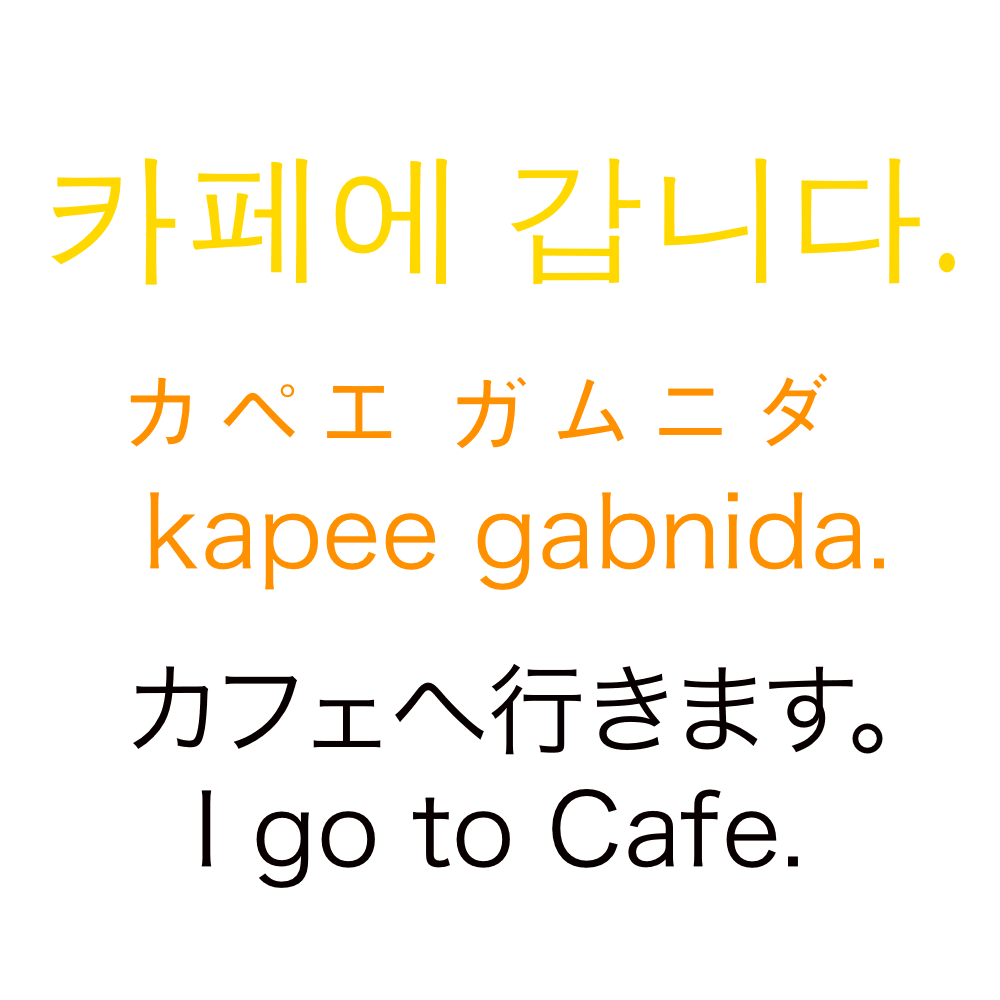 카페에 갑니다.
カペエ ガムニダ
kapee gabnida.
カフェへ行きます。
I go to Cafe.